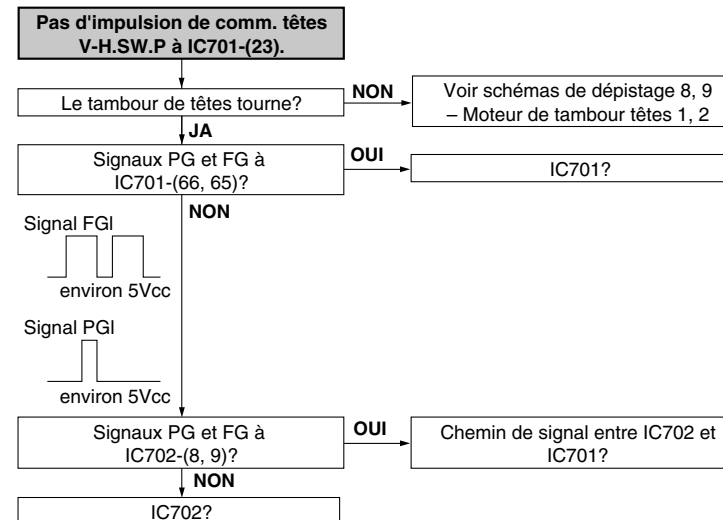 Pas d'impulsion de comm. têtes
V-H.SW.P à IC701-(23).
Le tambour de têtes tourne?
NON
Voir schémas de dépistage 8, 9
– Moteur de tambour têtes 1, 2
JA
Signaux PG et FG à
IC701-(66, 65)?
OUI
IC701?
NON
Signal FGI
environ 5Vcc
Signal PGI
environ 5Vcc
Signaux PG et FG à
IC702-(8, 9)?
OUI
Chemin de signal entre IC702 et
IC701?
NON
IC702?